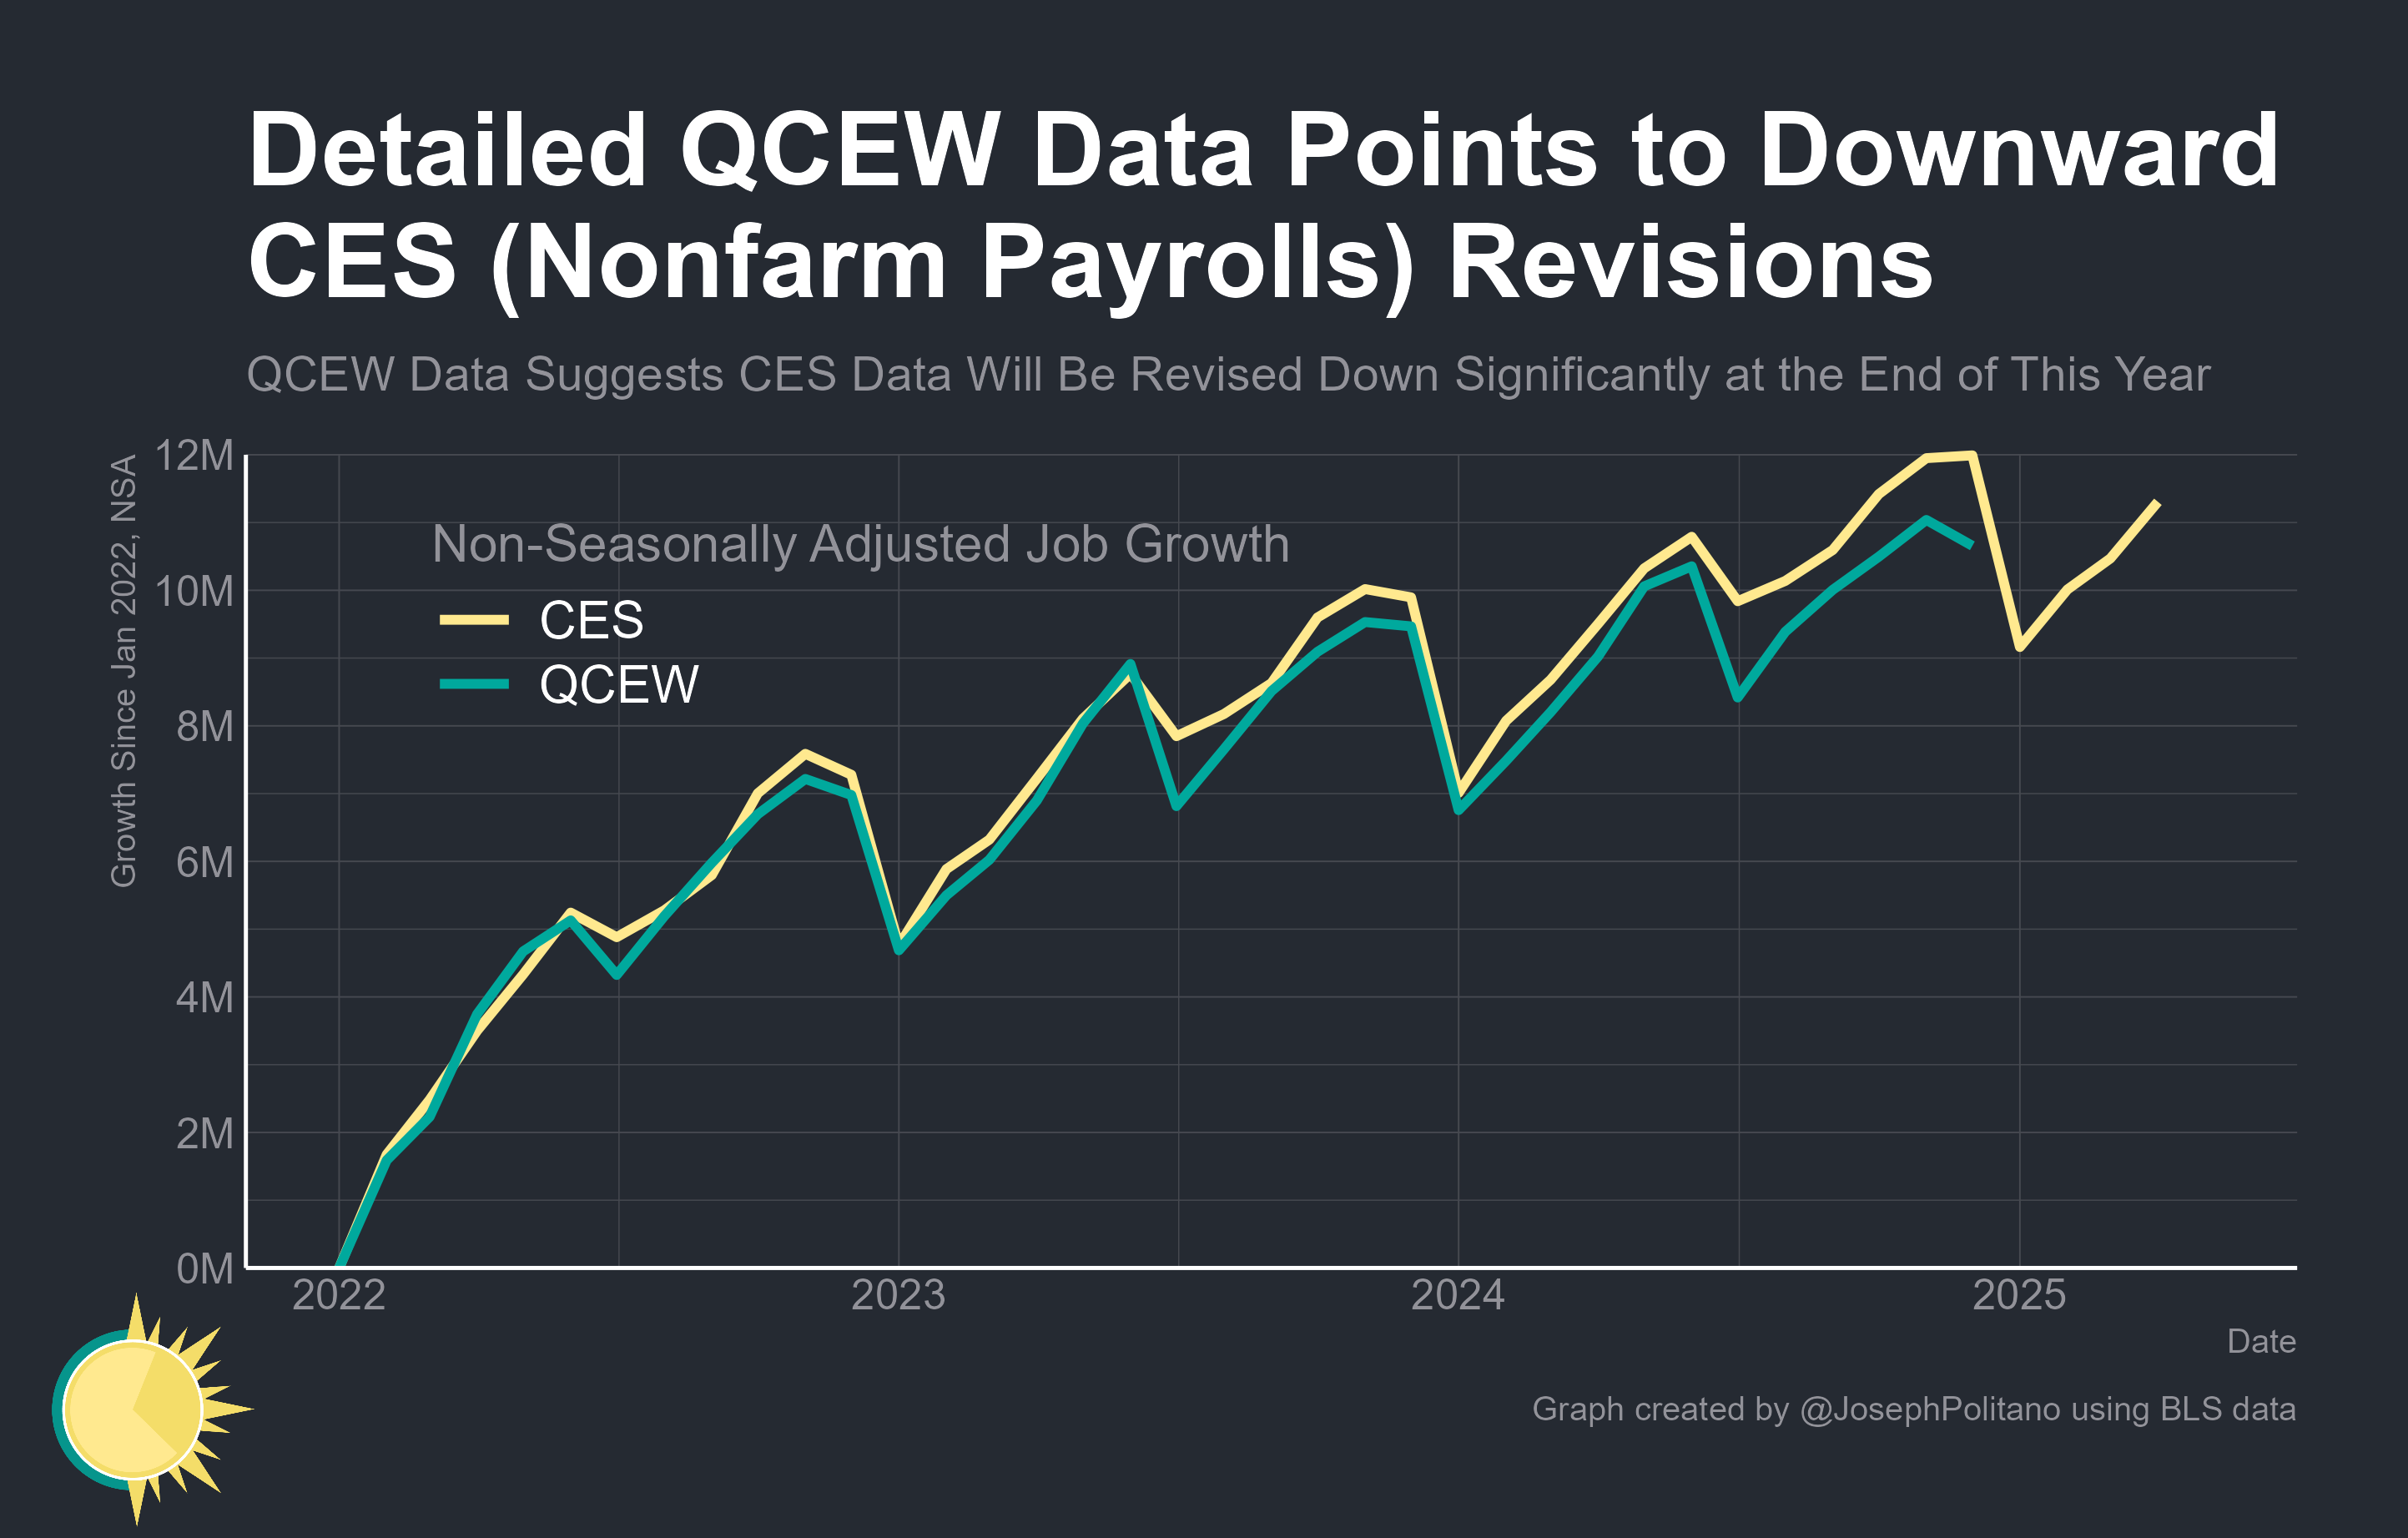 Detailed QCEW Data Points to Downward
CES (Nonfarm Payrolls) Revisions
QCEW Data Suggests CES Data Will Be Revised Down Significantly at the End of This Year
Growth Since Jan 2022, NSA
12M
10M
8M
6M
4M
2M
0M
Non-Seasonally Adjusted Job Growth
CES
QCEW
2022
2023
2024
2025
Date
Graph created by @JosephPolitano using BLS data